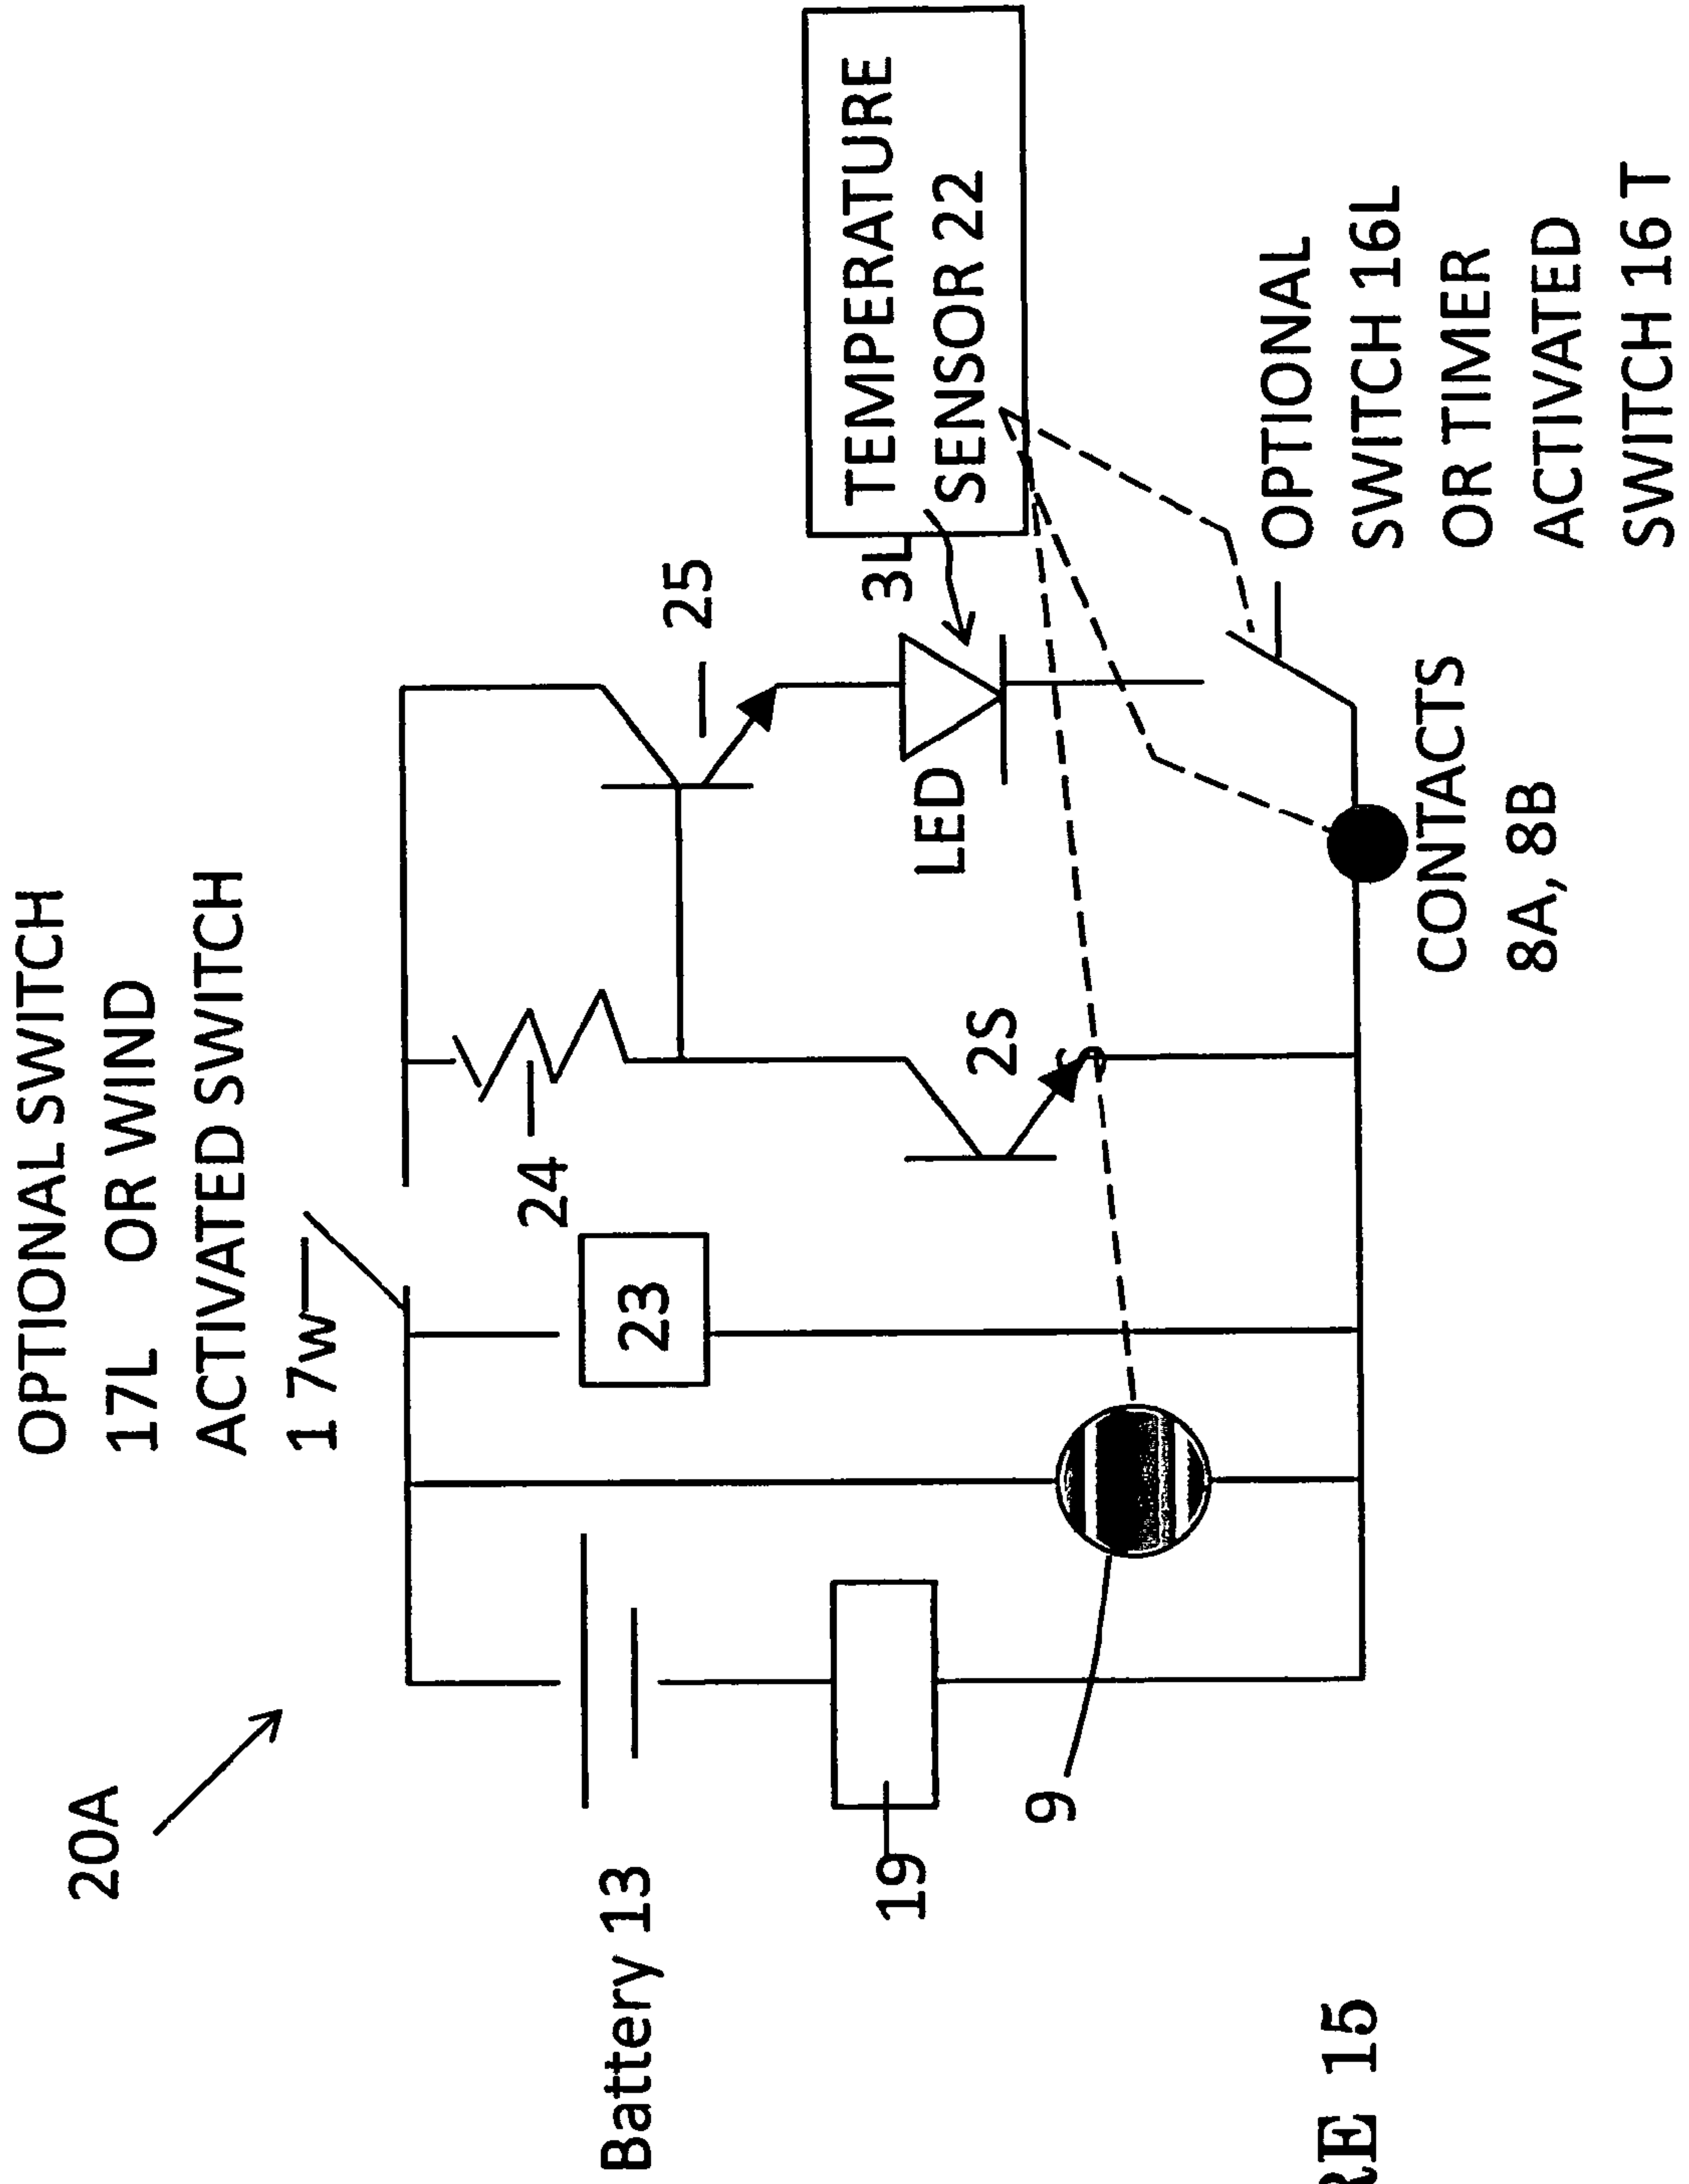 20A
OPTIONAL SWITCH
17L OR WIND
ACTIVATED SWITCH
1 7w
Battery 13
19
9
23
24
2S
25
LED
3L
TEMPERATURE
SENSOR 22
CONTACTS
8A, 8B
OPTIONAL
SWITCH 16L
OR TIMER
ACTIVATED
SWITCH 16 T
RE 15